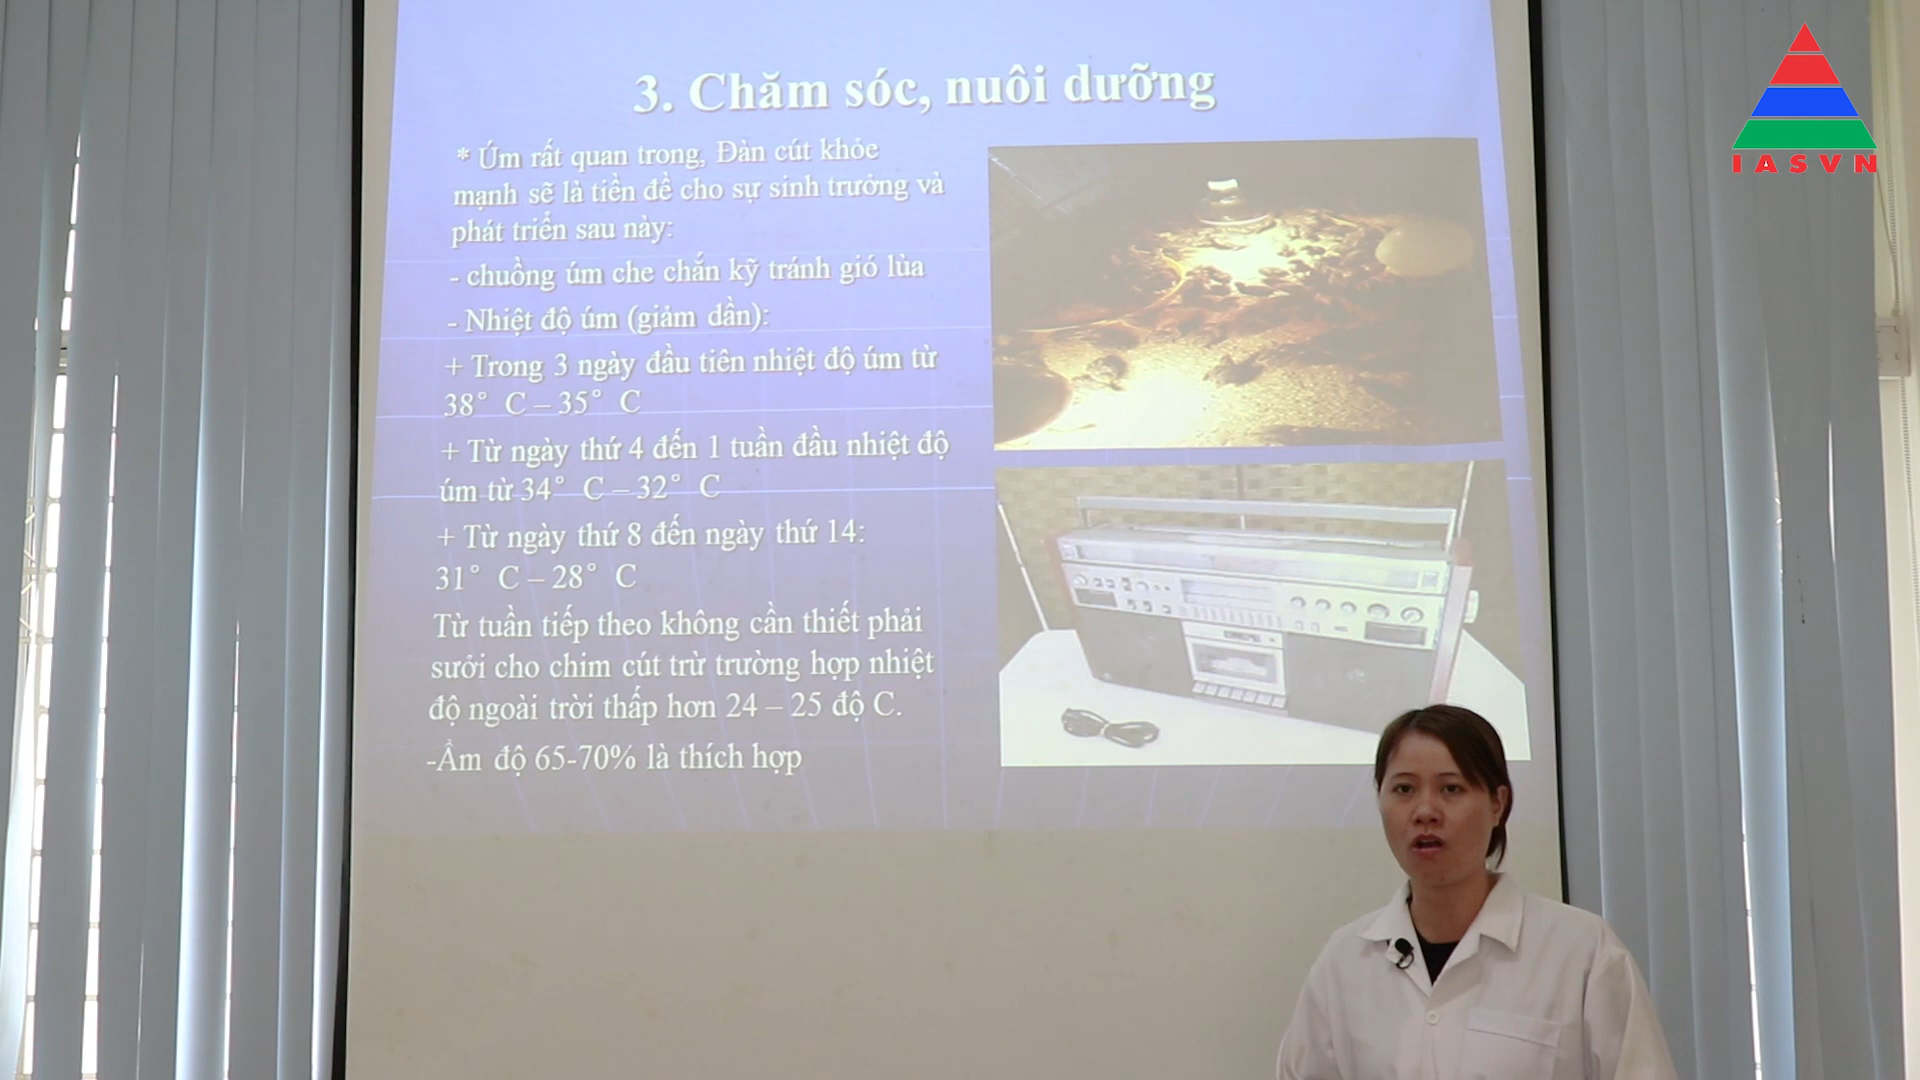 3. Chăm sóc, nuôi dưỡng
* Úm rất quan trong, Đàn cút khỏe
mạnh sẽ là tiền đề cho sự sinh trưởng và
phát triển sau này:
- chuồng úm che chắn kỹ tránh gió lùa
- Nhiệt độ úm (giảm dần):
+ Trong 3 ngày đầu tiên nhiệt độ úm từ
38° C – 35° C
+ Từ ngày thứ 4 đến 1 tuần đầu nhiệt độ
úm từ 34° C – 32° C
+ Từ ngày thứ 8 đến ngày thứ 14:
31° C – 28° C
Từ tuần tiếp theo không cần thiết phải
sưởi cho chim cút trừ trường hợp nhiệt
độ ngoài trời thấp hơn 24 – 25 độ C.
-Ẩm độ 65-70% là thích hợp
IASVN